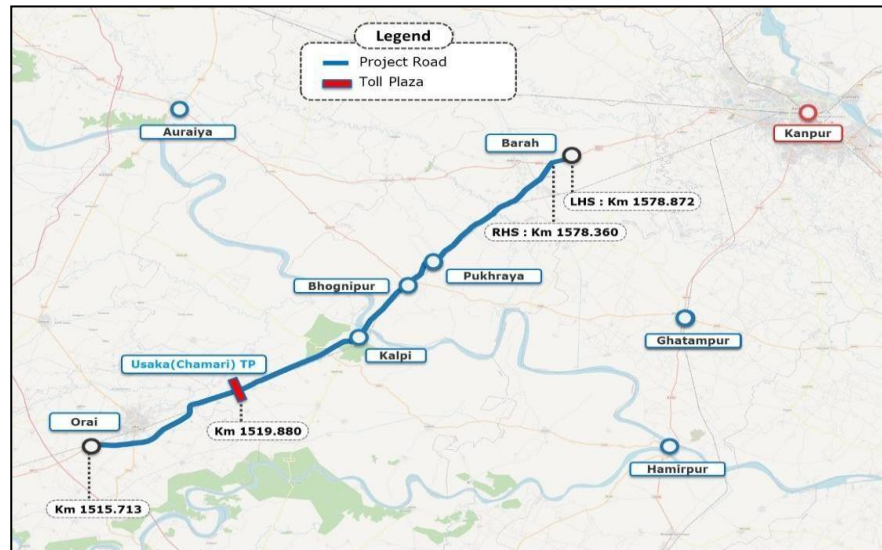 Legend
Project Road
Toll Plaza
Auraiya
Kanpur
Barah
LHS : Km 1578.872
RHS : Km 1578.360
Pukhraya
Bhognipur
Ghatampur
Kalpi
Usaka(Chamari) TP
Km 1519.880
Orai
Hamirpur
Km 1515.713